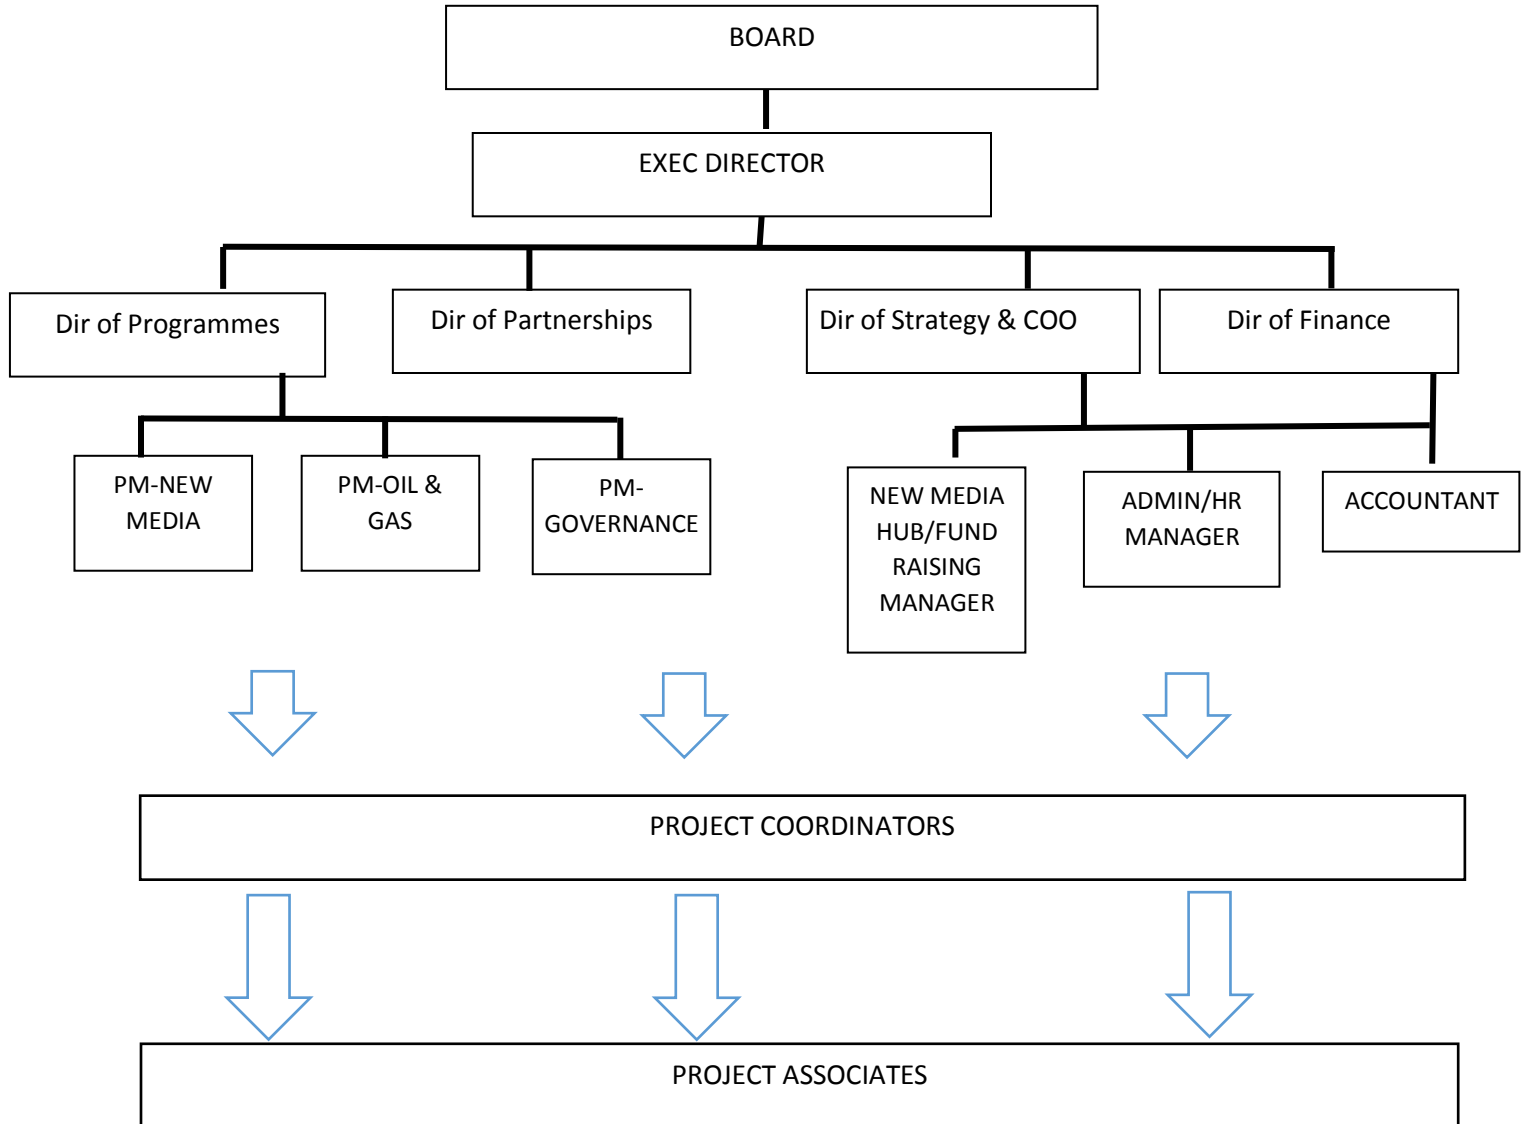 BOARD
EXEC DIRECTOR
Dir of Programmes
Dir of Partnerships
Dir of Strategy & COO
Dir of Finance
PM-NEW
MEDIA
PM-OIL &
GAS
PM-
GOVERNANCE
NEW MEDIA
HUB/FUND
RAISING
MANAGER
ADMIN/HR
MANAGER
ACCOUNTANT
PROJECT COORDINATORS
PROJECT ASSOCIATES